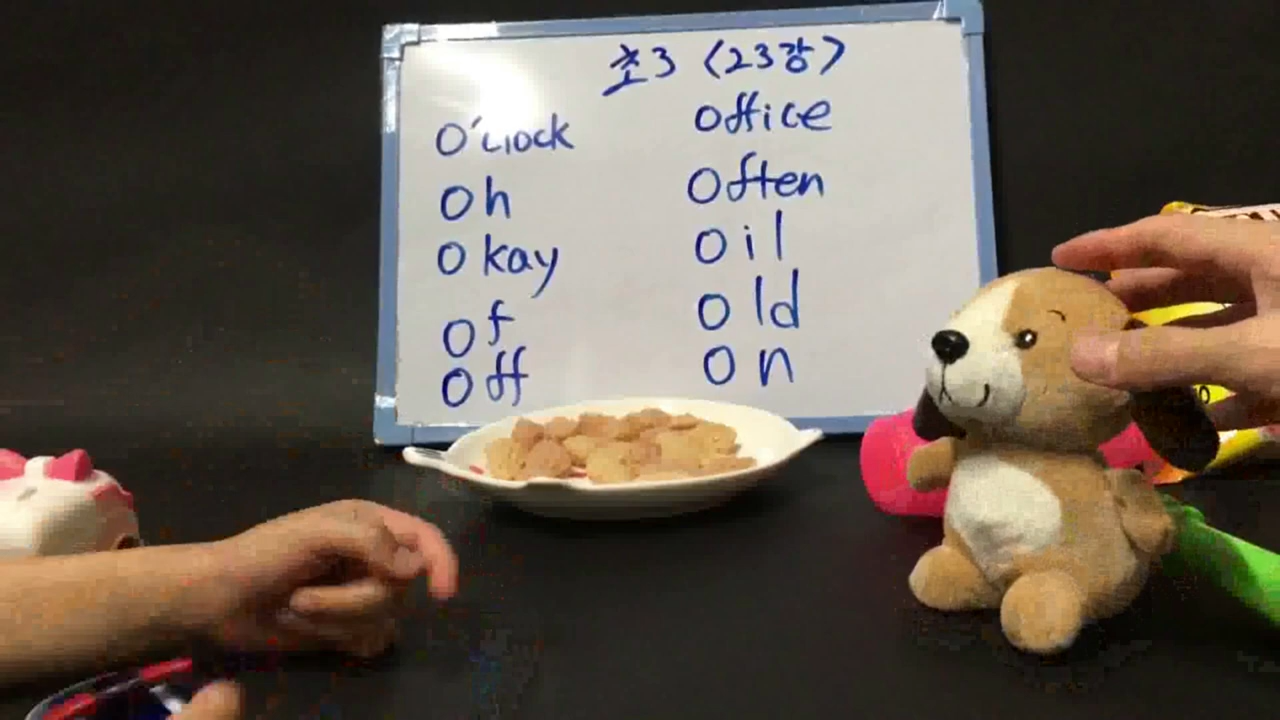 초3 <23강>
O'clock
Oh
Okay
Of
Off
Office
Often
Oil
Old
On